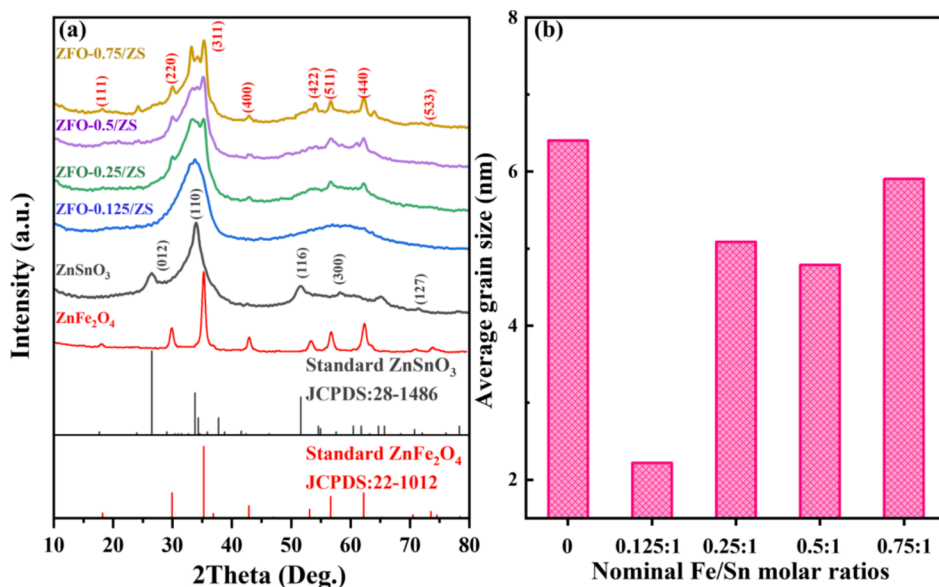 (a)
ZFO-0.75/ZS
(111)
(220)
(311)
(400)
(422)
(511)
(440)
(533)
ZFO-0.5/ZS
ZFO-0.25/ZS
ZFO-0.125/ZS
ZnSnO₃
(012)
(110)
(116)
(300)
(127)
ZnFe₂O₄
Standard ZnSnO₃
JCPDS:28-1486
Standard ZnFe₂O₄
JCPDS:22-1012
Intensity (a.u.)
10 20 30 40 50 60 70 80
2Theta (Deg.)
(b)
Average grain size (nm)
8
6
4
2
0 0.125:1 0.25:1 0.5:1 0.75:1
Nominal Fe/Sn molar ratios